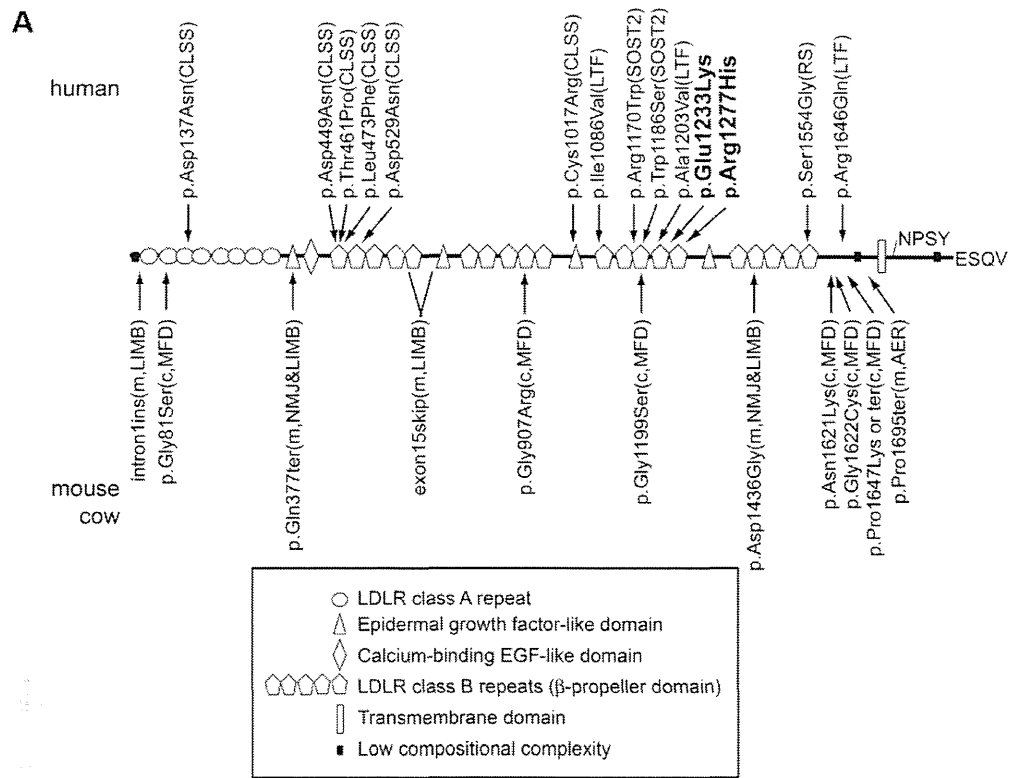 A
human
p.Asp137Asn(CLSS)
p.Asp449Asn(CLSS)
p.Thr461Pro(CLSS)
p.Leu473Phe(CLSS)
p.Asp529Asn(CLSS)
p.Cys1017Arg(CLSS)
p.Ile1086Val(LTF)
p.Arg1170Trp(SOST2)
p.Trp1186Ser(SOST2)
p.Ala1203Val(LTF)
p.Glu1233Lys
p.Arg1277His
p.Ser1554Gly(RS)
p.Arg1646Gln(LTF)
NPSY
ESQV
intron1ins(m,LIMB)
p.Gly81Ser(c,MFD)
p.Gln377ter(m,NMJ&LIMB)
exon15skip(m,LIMB)
p.Gly907Arg(c,MFD)
p.Gly1199Ser(c,MFD)
p.Asp1436Gly(m,NMJ&LIMB)
p.Asn1621Lys(c,MFD)
p.Gly1622Cys(c,MFD)
p.Pro1647Lys or ter(c,MFD)
p.Pro1695ter(m,AER)
mouse
cow
LDLR class A repeat
Epidermal growth factor-like domain
Calcium-binding EGF-like domain
LDLR class B repeats (β-propeller domain)
Transmembrane domain
Low compositional complexity